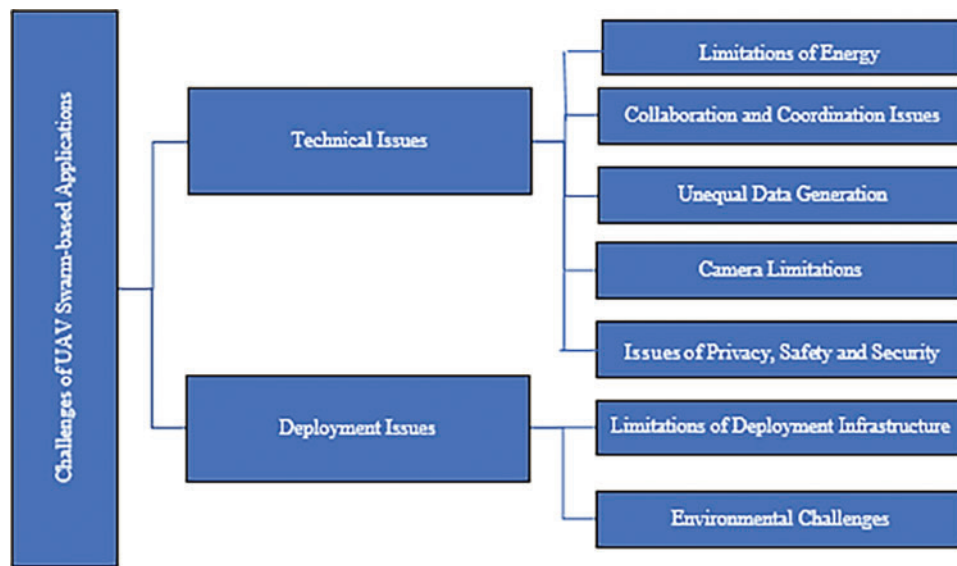 Challenges of UAV Swarm-based Applications
Technical Issues
Limitations of Energy
Collaboration and Coordination Issues
Unequal Data Generation
Camera Limitations
Issues of Privacy, Safety and Security
Deployment Issues
Limitations of Deployment Infrastructure
Environmental Challenges